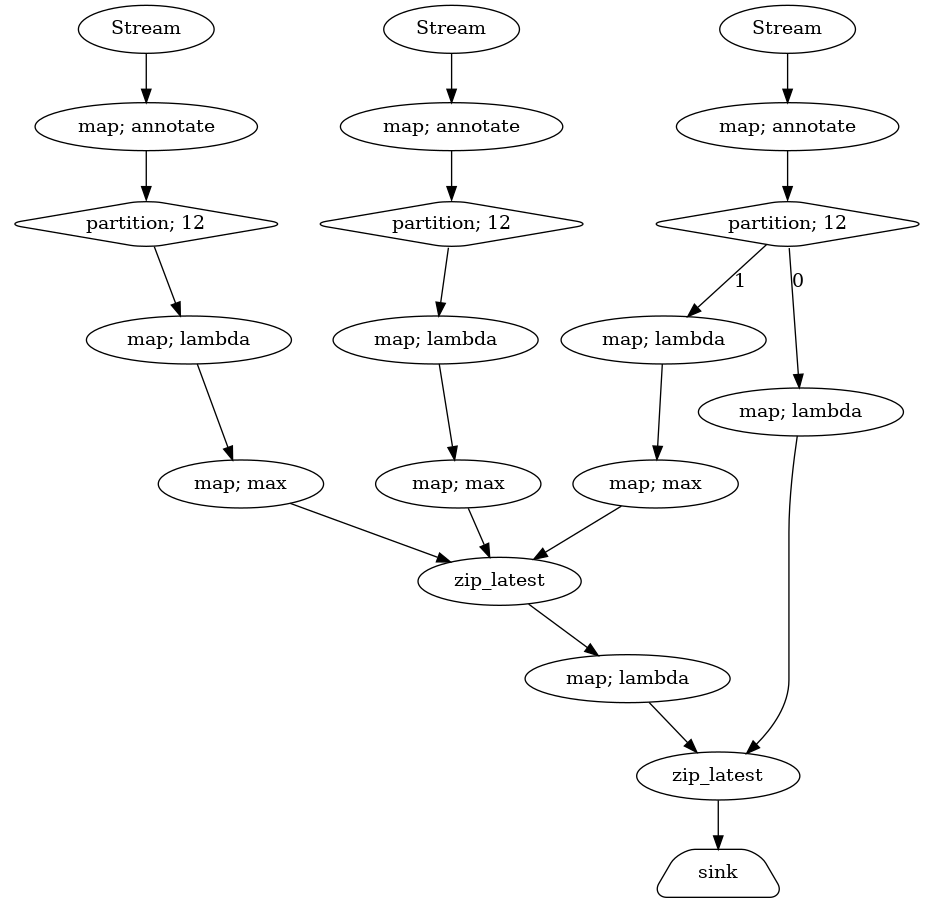 Stream
Stream
Stream
map; annotate
map; annotate
map; annotate
partition; 12
partition; 12
partition; 12
1
0
map; lambda
map; lambda
map; lambda
map; lambda
map; max
map; max
map; max
zip_latest
map; lambda
zip_latest
sink